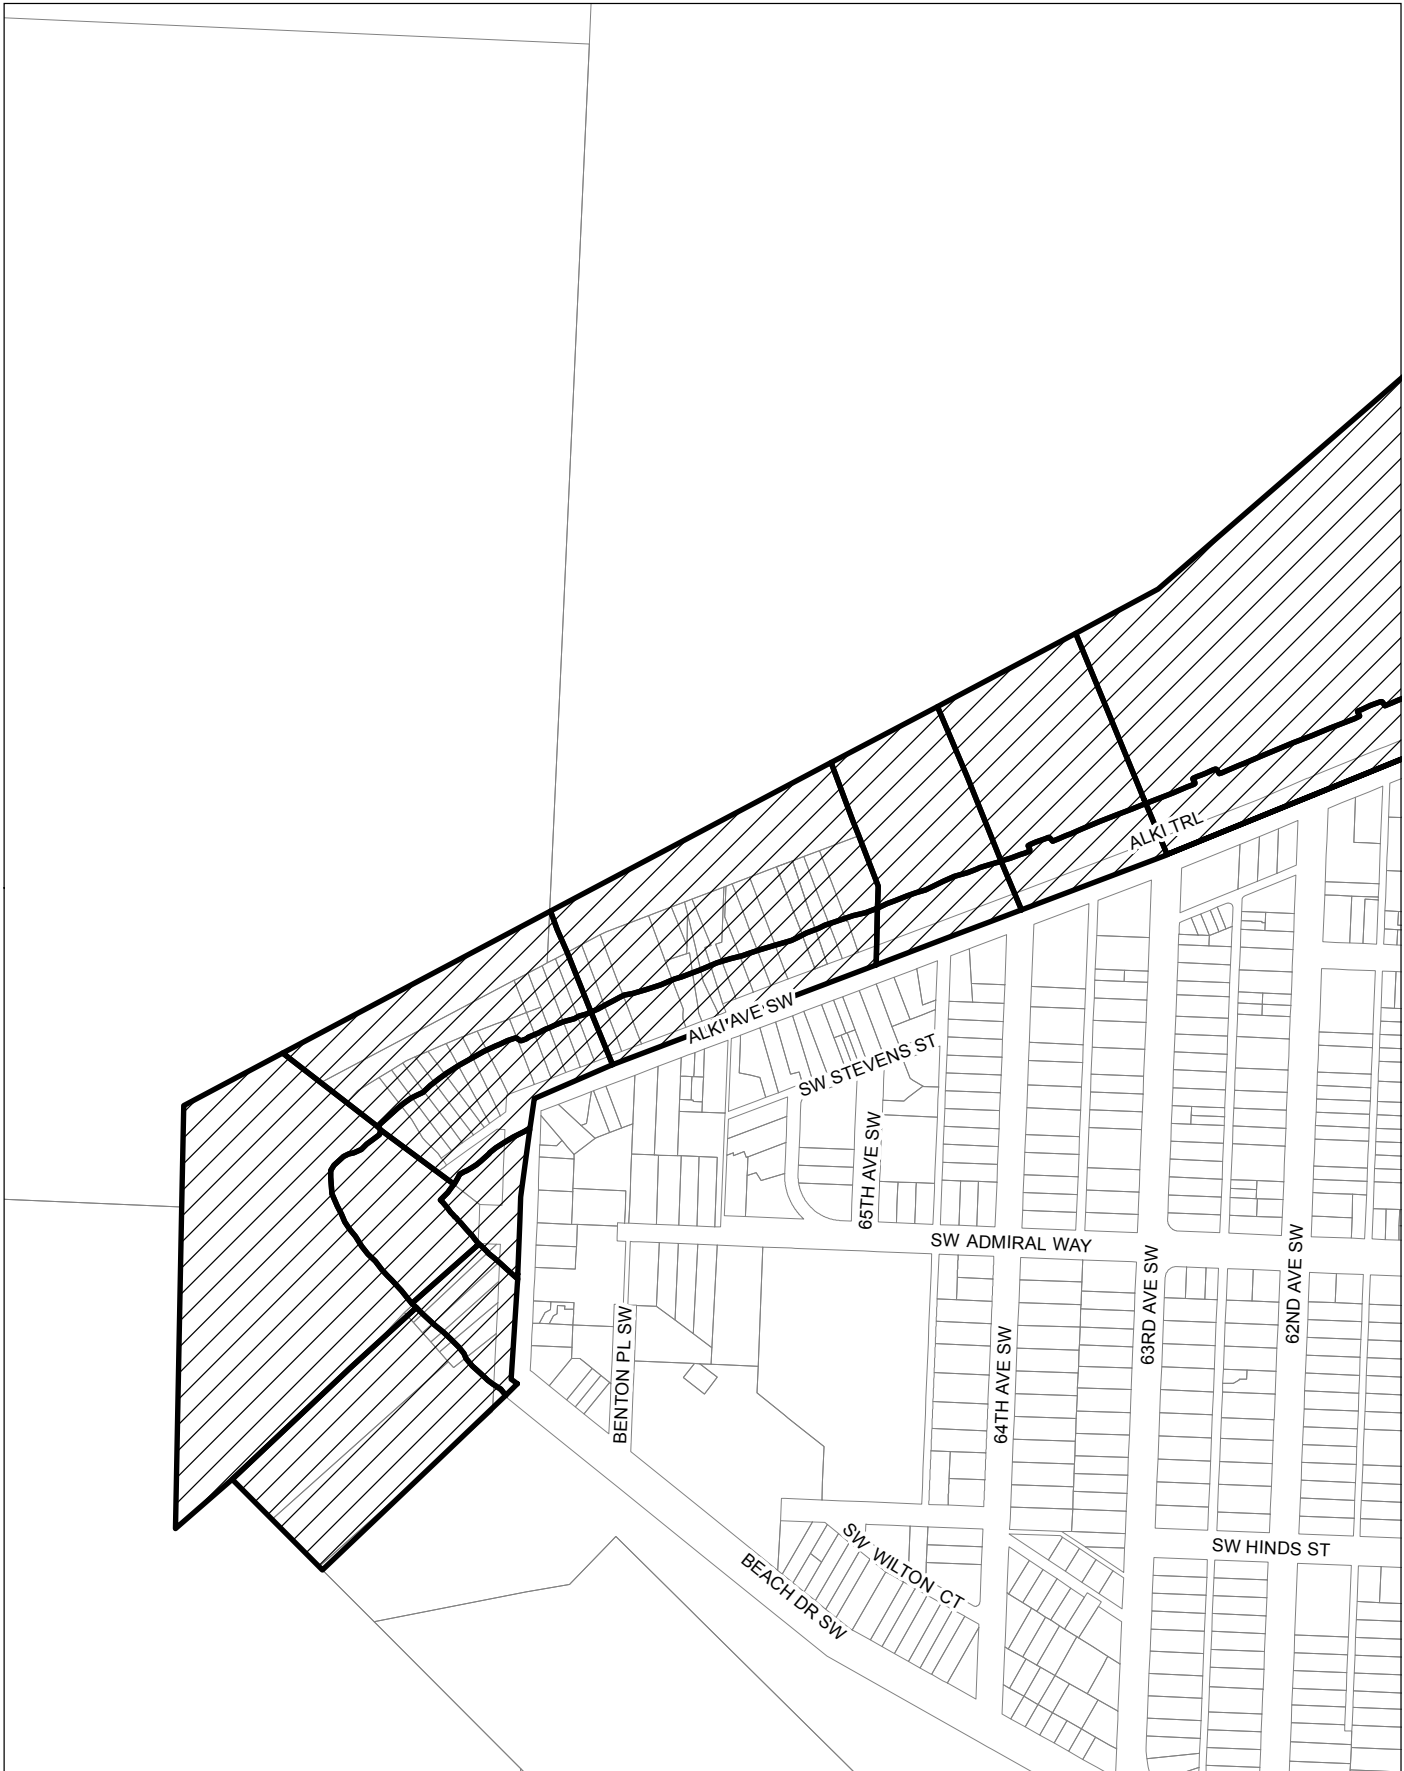 ALKI TRL
ALKI AVE SW
SW STEVENS ST
65TH AVE SW
SW ADMIRAL WAY
63RD AVE SW
62ND AVE SW
BENTON PL SW
64TH AVE SW
SW HINDS ST
SW WILTON CT
BEACH DR SW